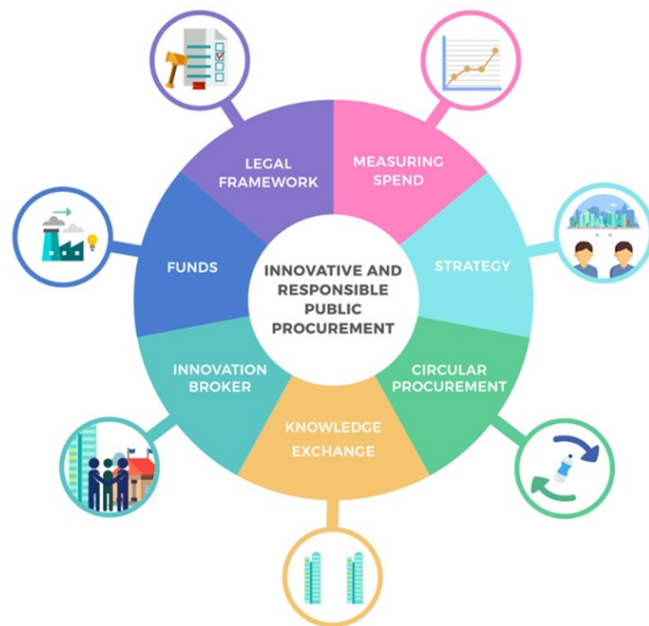 LEGAL
FRAMEWORK
MEASURING
SPEND
FUNDS
INNOVATIVE AND
RESPONSIBLE
PUBLIC
PROCUREMENT
STRATEGY
INNOVATION
BROKER
CIRCULAR
PROCUREMENT
KNOWLEDGE
EXCHANGE